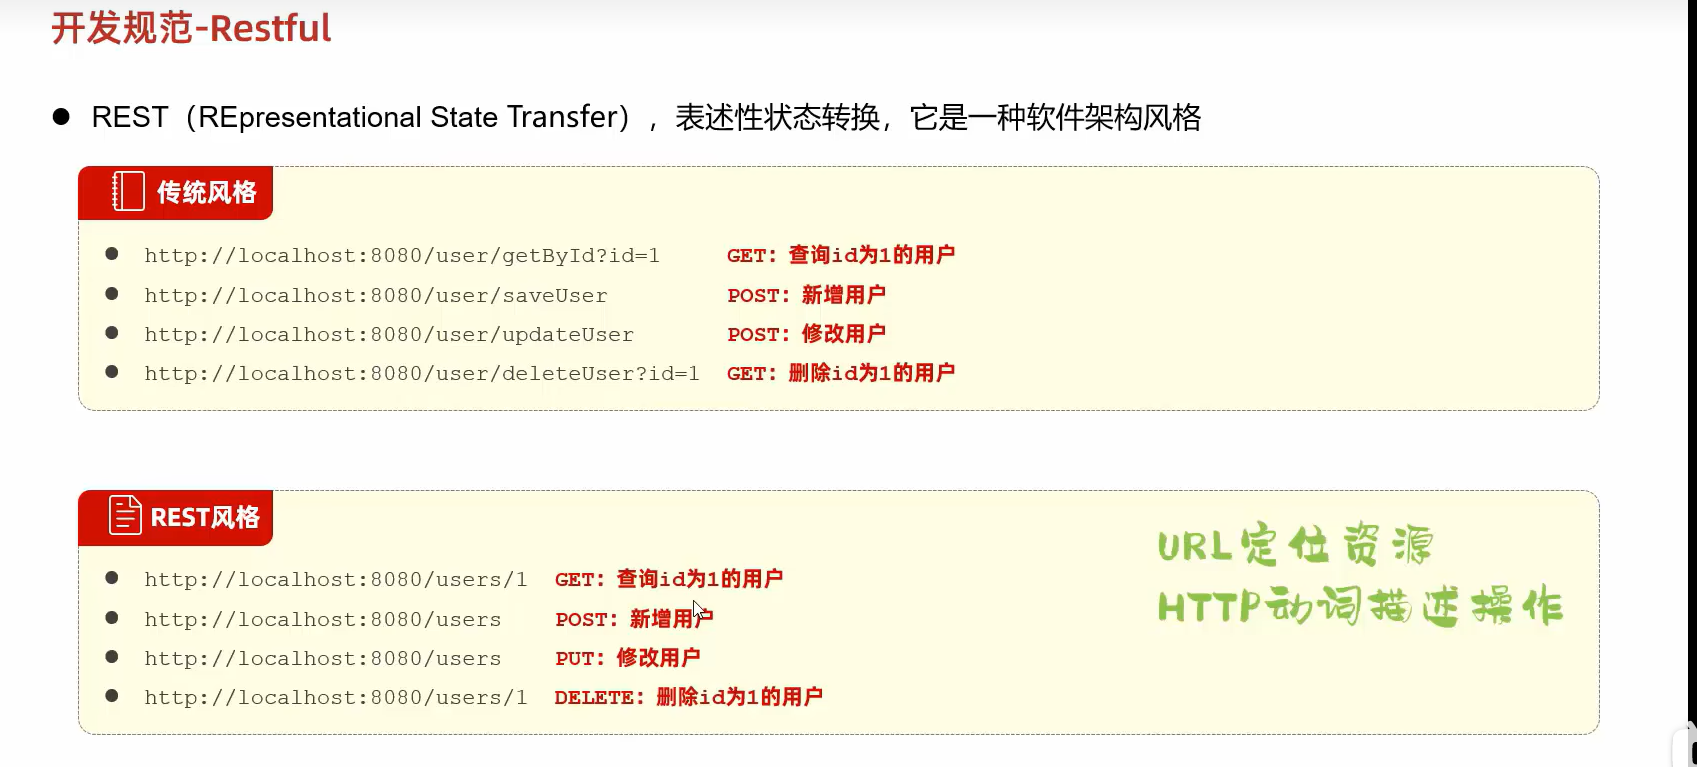 开发规范-Restful
REST（REpresentational State Transfer），表述性状态转换，它是一种软件架构风格
传统风格
http://localhost:8080/user/getById?id=1 GET：查询id为1的用户
http://localhost:8080/user/saveUser POST：新增用户
http://localhost:8080/user/updateUser POST：修改用户
http://localhost:8080/user/deleteUser?id=1 GET：删除id为1的用户
REST风格
URL定位资源
HTTP动词描述操作
http://localhost:8080/users/1 GET：查询id为1的用户
http://localhost:8080/users POST：新增用户
http://localhost:8080/users PUT：修改用户
http://localhost:8080/users/1 DELETE：删除id为1的用户